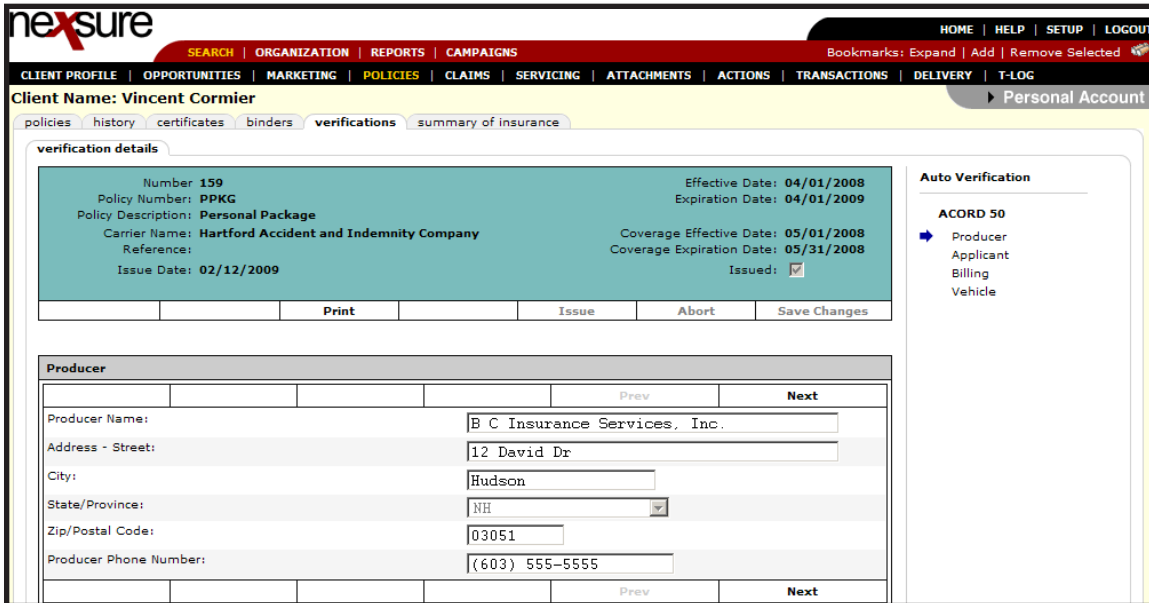 nexsure
HOME | HELP | SETUP | LOGOUT
SEARCH | ORGANIZATION | REPORTS | CAMPAIGNS
Bookmarks: Expand | Add | Remove Selected
CLIENT PROFILE | OPPORTUNITIES | MARKETING | POLICIES | CLAIMS | SERVICING | ATTACHMENTS | ACTIONS | TRANSACTIONS | DELIVERY | T-LOG
Client Name: Vincent Cormier
Personal Account
policies history certificates binders verifications summary of insurance
verification details
Number 159
Effective Date: 04/01/2008
Policy Number: PPKG
Expiration Date: 04/01/2009
Policy Description: Personal Package
Carrier Name: Hartford Accident and Indemnity Company
Coverage Effective Date: 05/01/2008
Reference:
Coverage Expiration Date: 05/31/2008
Issue Date: 02/12/2009
Issued:
Print Issue Abort Save Changes
Auto Verification
ACORD 50
Producer
Applicant
Billing
Vehicle
Producer
Prev Next
Producer Name: B C Insurance Services, Inc.
Address - Street: 12 David Dr
City: Hudson
State/Province: NH
Zip/Postal Code: 03051
Producer Phone Number: (603) 555-5555
Prev Next